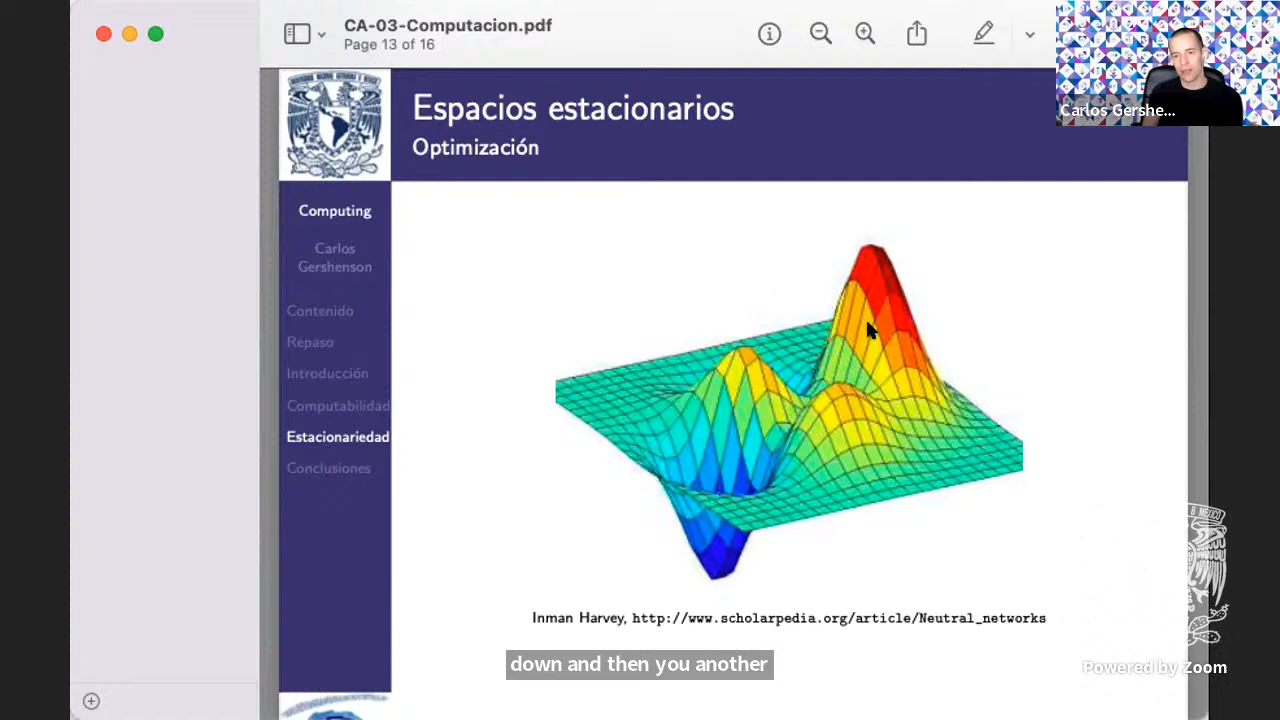 CA-03-Computacion.pdf
Page 13 of 16
Carlos Gershe...
Espacios estacionarios
Optimización
Computing
Carlos
Gershenson
Contenido
Repaso
Introducción
Computabilidad
Estacionariedad
Conclusiones
Inman Harvey, http://www.scholarpedia.org/article/Neutral_networks
down and then you another
Powered by Zoom